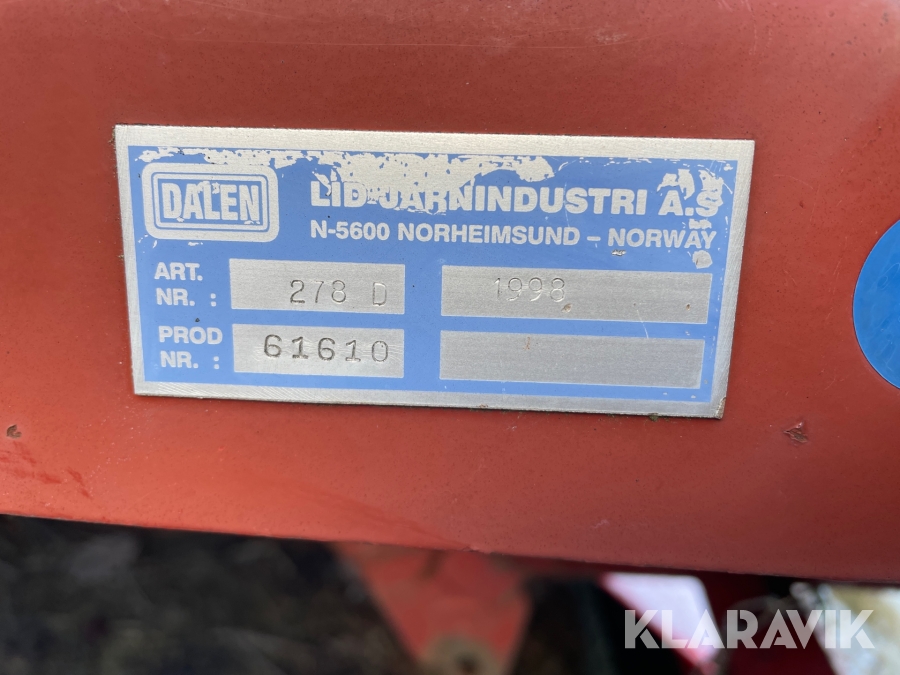 DALEN
LID JARNINDUSTRI A.S
N-5600 NORHEIMSUND – NORWAY
ART.
NR. : 278 D 1998
PROD
NR. : 61610
KLARAVIK